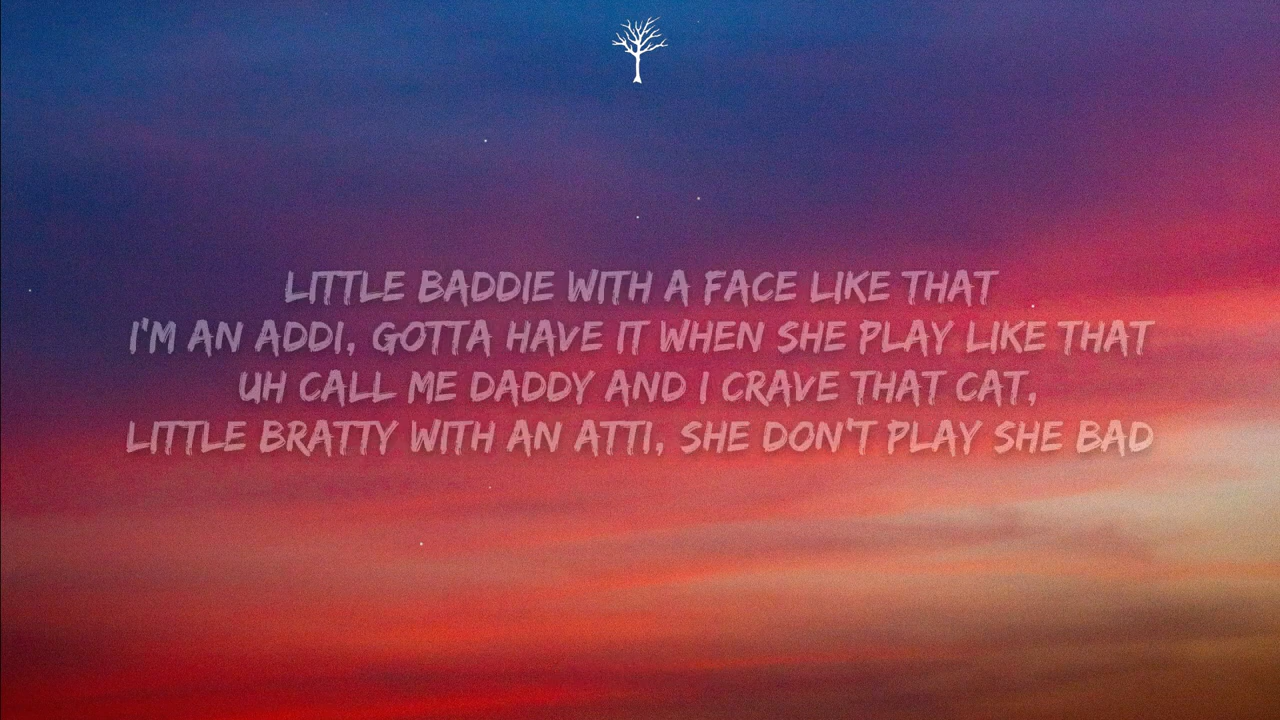 LITTLE BADDIE WITH A FACE LIKE THAT
I'M AN ADDI, GOTTA HAVE IT WHEN SHE PLAY LIKE THAT
UH CALL ME DADDY AND I CRAVE THAT CAT,
LITTLE BRATTY WITH AN ATTI, SHE DON'T PLAY SHE BAD